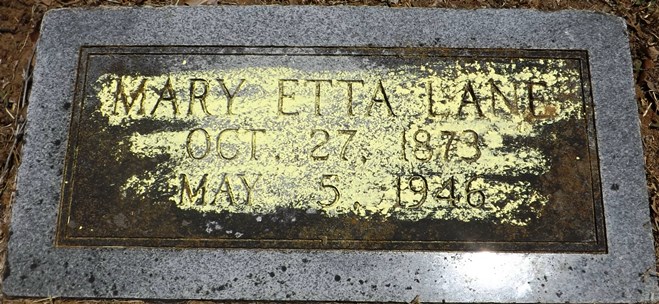 MARY ETTA LANE
OCT. 27, 1873
MAY 5, 1946